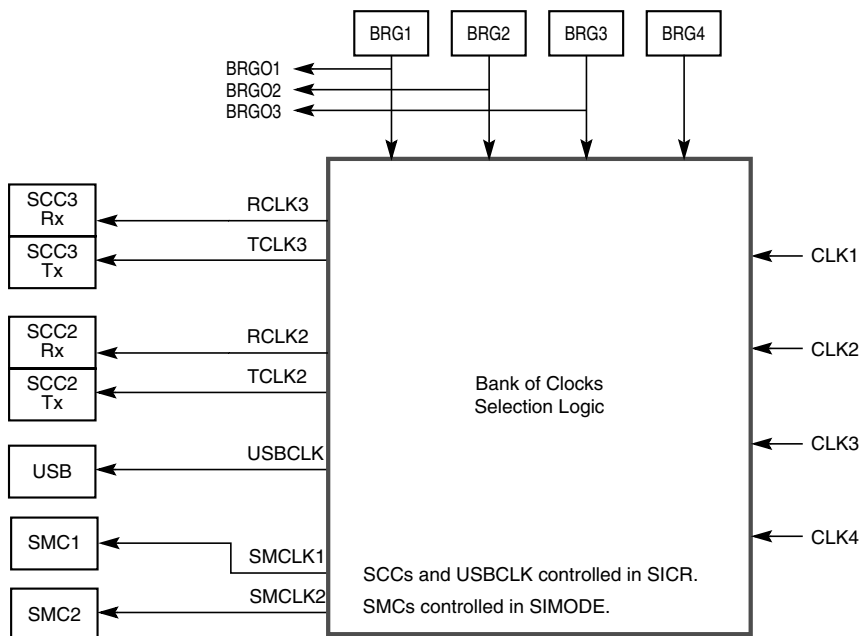 BRG1
BRG2
BRG3
BRG4
BRGO1
BRGO2
BRGO3
SCC3
Rx
RCLK3
SCC3
Tx
TCLK3
CLK1
SCC2
Rx
RCLK2
CLK2
SCC2
Tx
TCLK2
Bank of Clocks
Selection Logic
USB
USBCLK
CLK3
SMC1
SMCLK1
CLK4
SMC2
SMCLK2
SCCs and USBCLK controlled in SICR.
SMCs controlled in SIMODE.